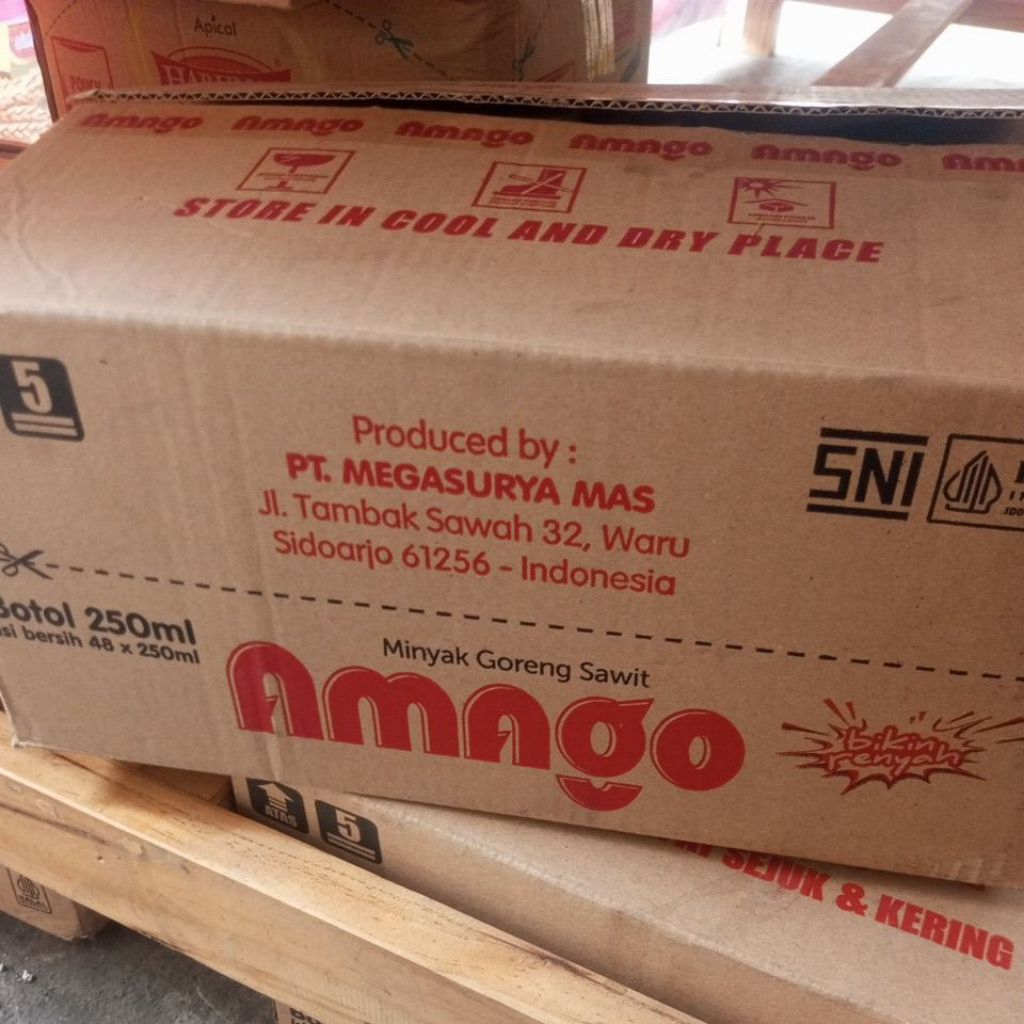 Apical
POUCH
Amago Amago Amago Amago Amago
STORE IN COOL AND DRY PLACE
5
Produced by :
PT. MEGASURYA MAS
Jl. Tambak Sawah 32, Waru
Sidoarjo 61256 - Indonesia
SNI
Botol 250ml
bersih 48 x 250ml
Minyak Goreng Sawit
Amago
bikin
renyah
ATAS
5
SEJUK & KERING